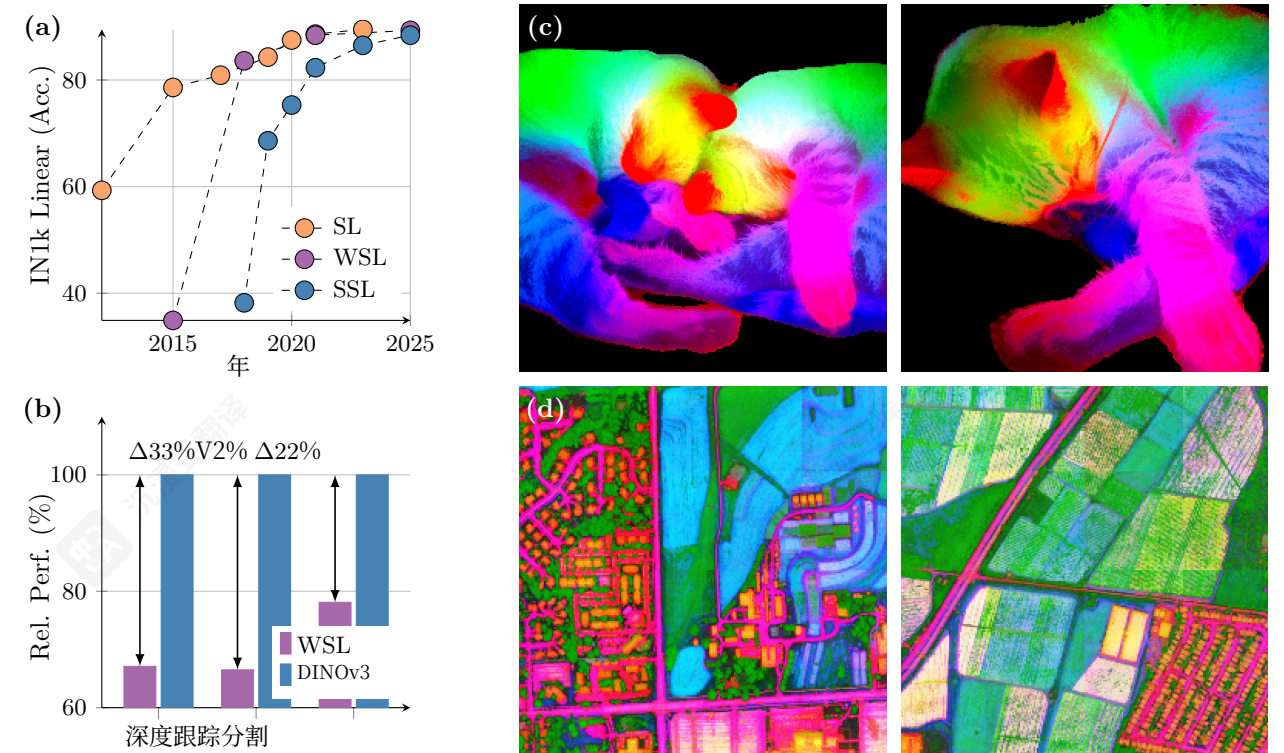 (a)
IN1k Linear (Acc.)
80
60
40
SL
WSL
SSL
2015
2020
2025
年
(b)
Δ33%V2% Δ22%
Rel. Perf. (%)
100
80
60
WSL
DINOv3
深度跟踪分割
(c)
(d)